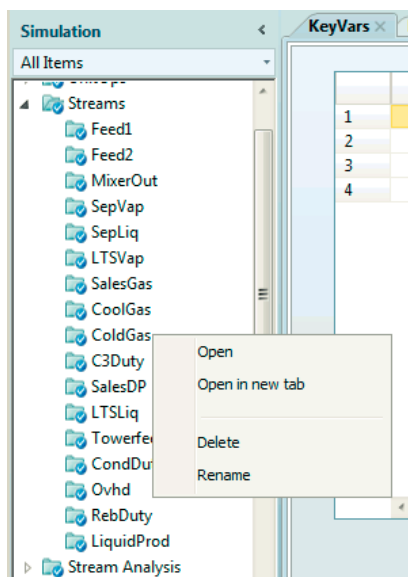 Simulation
KeyVars
All Items
Streams
1
Feed1
2
Feed2
3
MixerOut
4
SepVap
SepLiq
LTSVap
SalesGas
CoolGas
ColdGas
Open
C3Duty
Open in new tab
SalesDP
LTSLiq
Delete
CondDu
Rename
Ovhd
RebDuty
LiquidProd
Stream Analysis